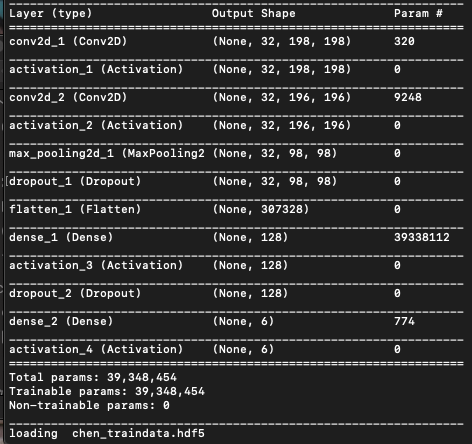 Layer (type) Output Shape Param #
conv2d_1 (Conv2D) (None, 32, 198, 198) 320
activation_1 (Activation) (None, 32, 198, 198) 0
conv2d_2 (Conv2D) (None, 32, 196, 196) 9248
activation_2 (Activation) (None, 32, 196, 196) 0
max_pooling2d_1 (MaxPooling2 (None, 32, 98, 98) 0
dropout_1 (Dropout) (None, 32, 98, 98) 0
flatten_1 (Flatten) (None, 307328) 0
dense_1 (Dense) (None, 128) 39338112
activation_3 (Activation) (None, 128) 0
dropout_2 (Dropout) (None, 128) 0
dense_2 (Dense) (None, 6) 774
activation_4 (Activation) (None, 6) 0
Total params: 39,348,454
Trainable params: 39,348,454
Non-trainable params: 0
loading chen_traindata.hdf5